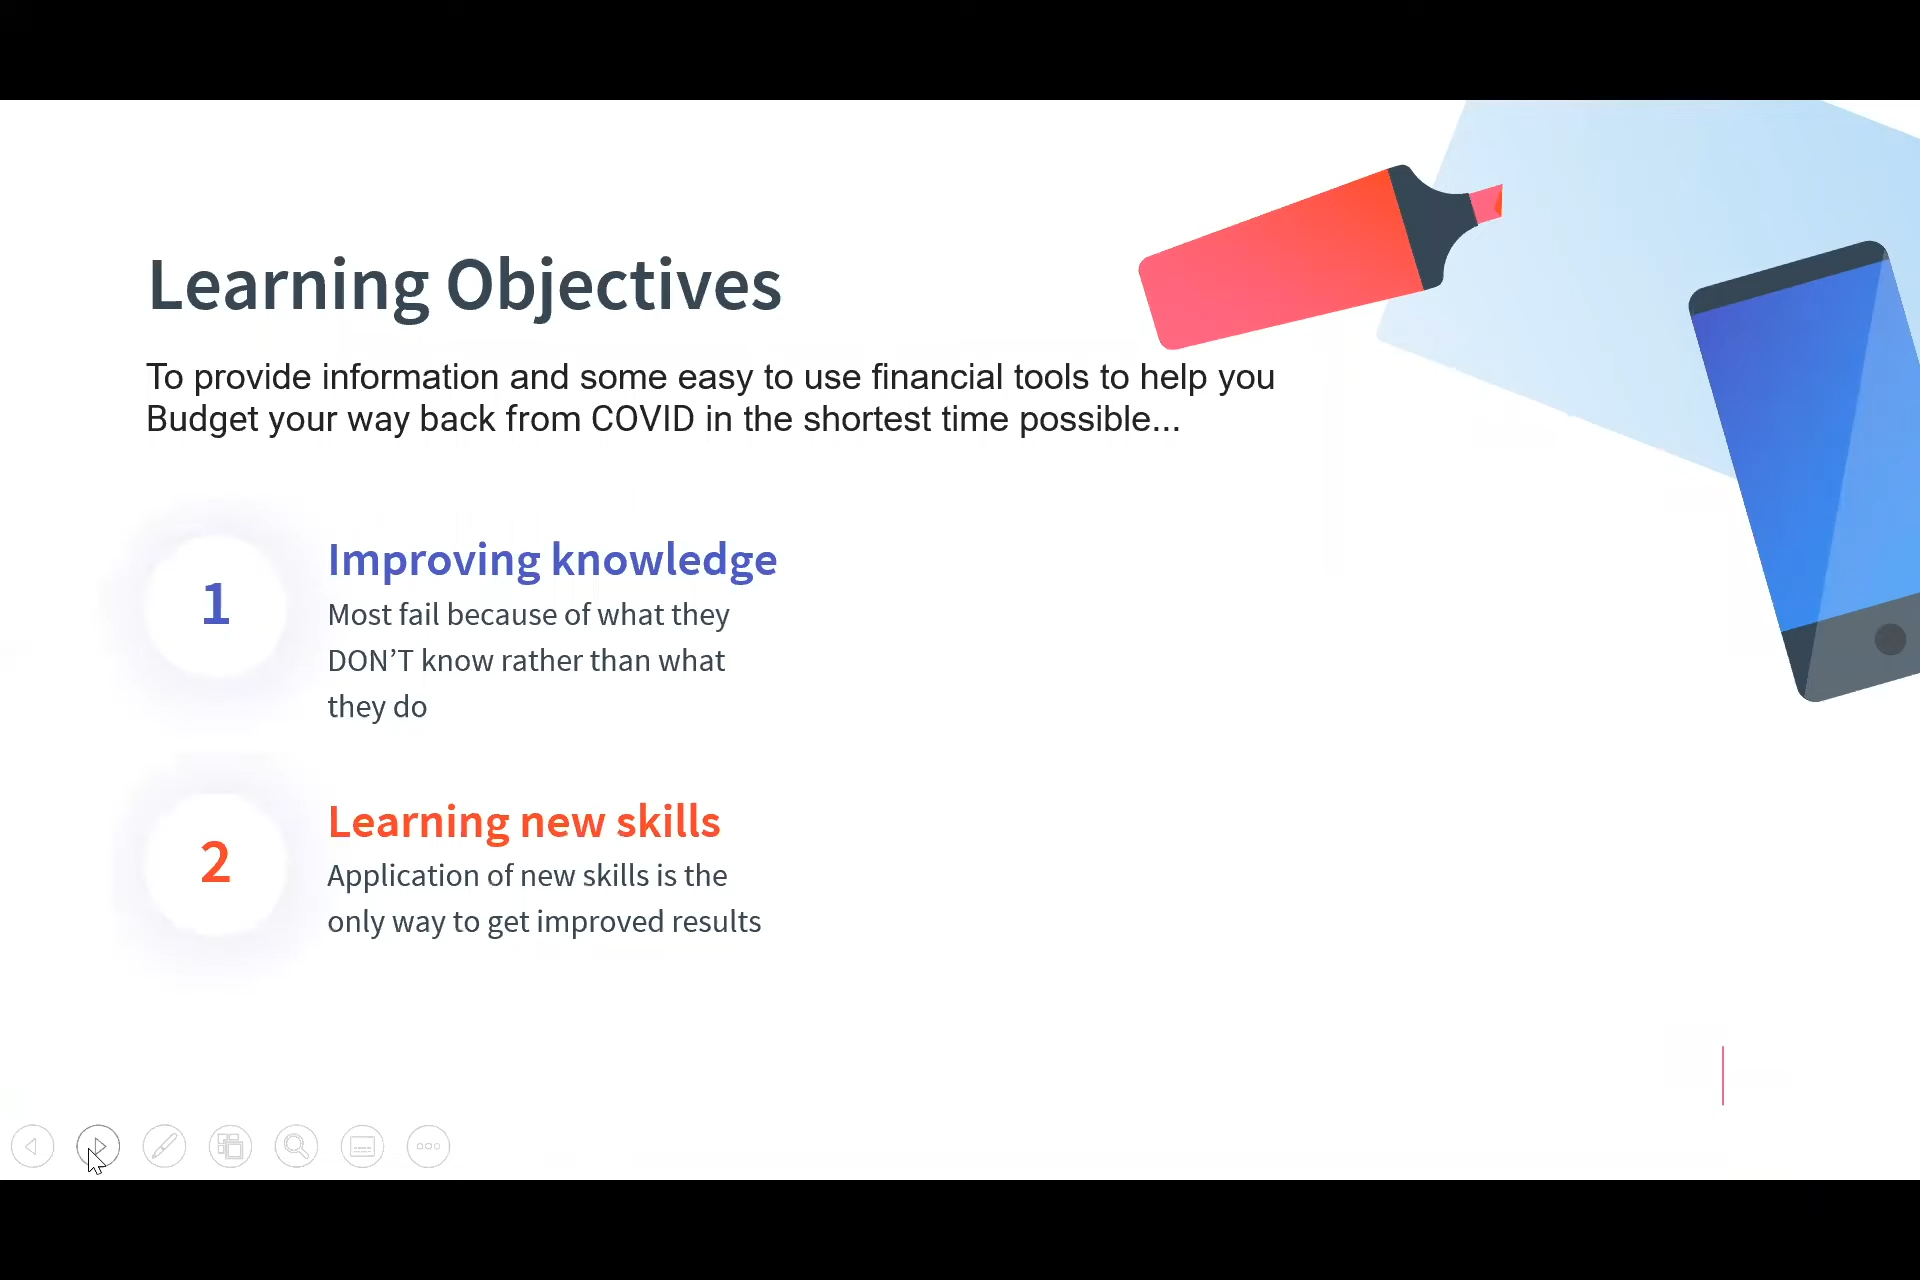 Learning Objectives
To provide information and some easy to use financial tools to help you
Budget your way back from COVID in the shortest time possible...
1
Improving knowledge
Most fail because of what they
DON’T know rather than what
they do
2
Learning new skills
Application of new skills is the
only way to get improved results